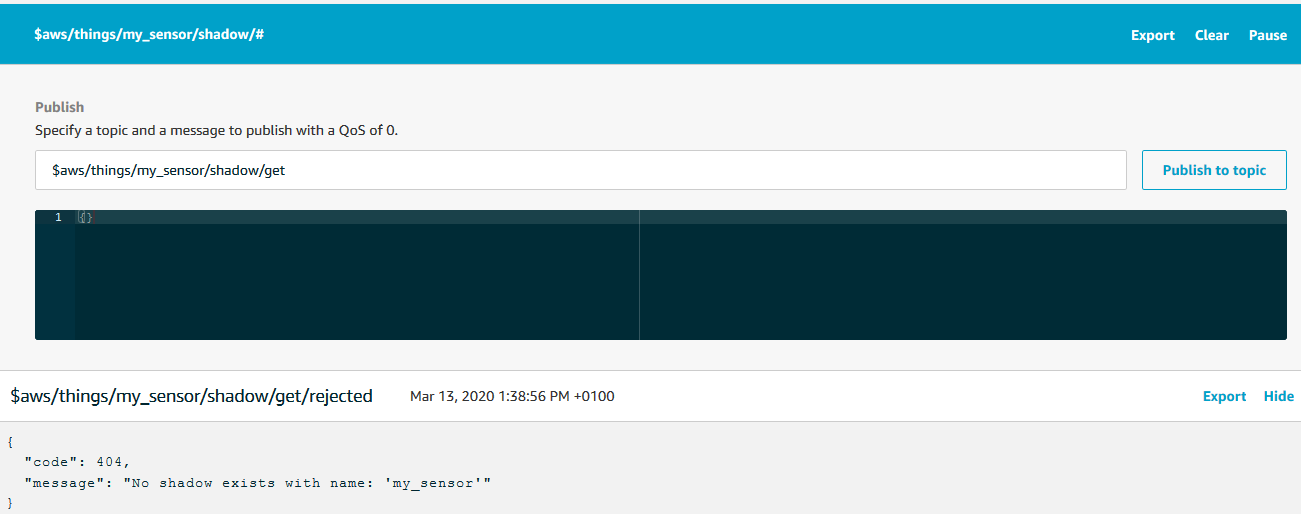 $aws/things/my_sensor/shadow/#
Export Clear Pause
Publish
Specify a topic and a message to publish with a QoS of 0.
$aws/things/my_sensor/shadow/get
Publish to topic
1 {}
$aws/things/my_sensor/shadow/get/rejected Mar 13, 2020 1:38:56 PM +0100 Export Hide
{
"code": 404,
"message": "No shadow exists with name: 'my_sensor'"
}